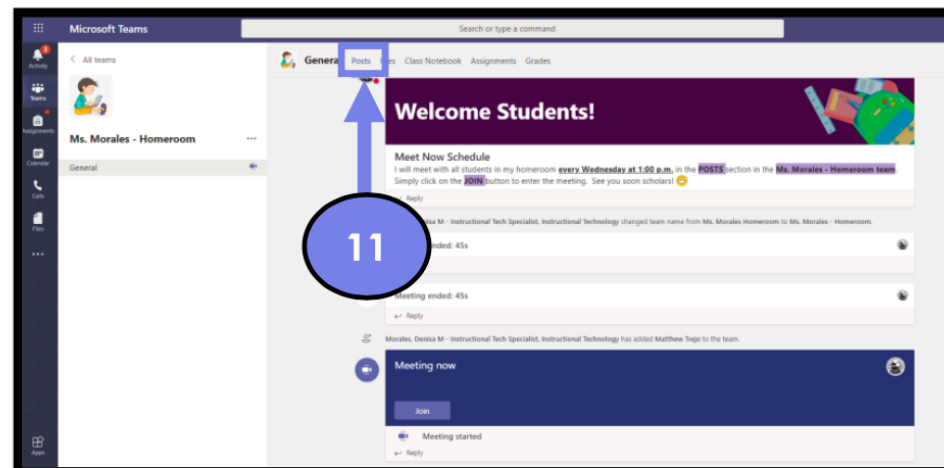 Microsoft Teams
Search or type a command
Activity
Teams
Assignments
Calendar
Calls
Files
Apps
3
< All teams
Ms. Morales - Homeroom
General
General Posts Files Class Notebook Assignments Grades
Welcome Students!
Meet Now Schedule
I will meet with all students in my homeroom every Wednesday at 1:00 p.m. in the POSTS section in the Ms. Morales - Homeroom team.
Simply click on the JOIN button to enter the meeting. See you soon scholars!
Reply
Denisa M - Instructional Tech Specialist, Instructional Technology changed team name from Ms. Morales Homeroom to Ms. Morales - Homeroom.
11
ended: 45s
Meeting ended: 45s
Reply
Morales, Denisa M - Instructional Tech Specialist, Instructional Technology has added Matthew Trejo to the team.
Meeting now
Join
Meeting started
Reply